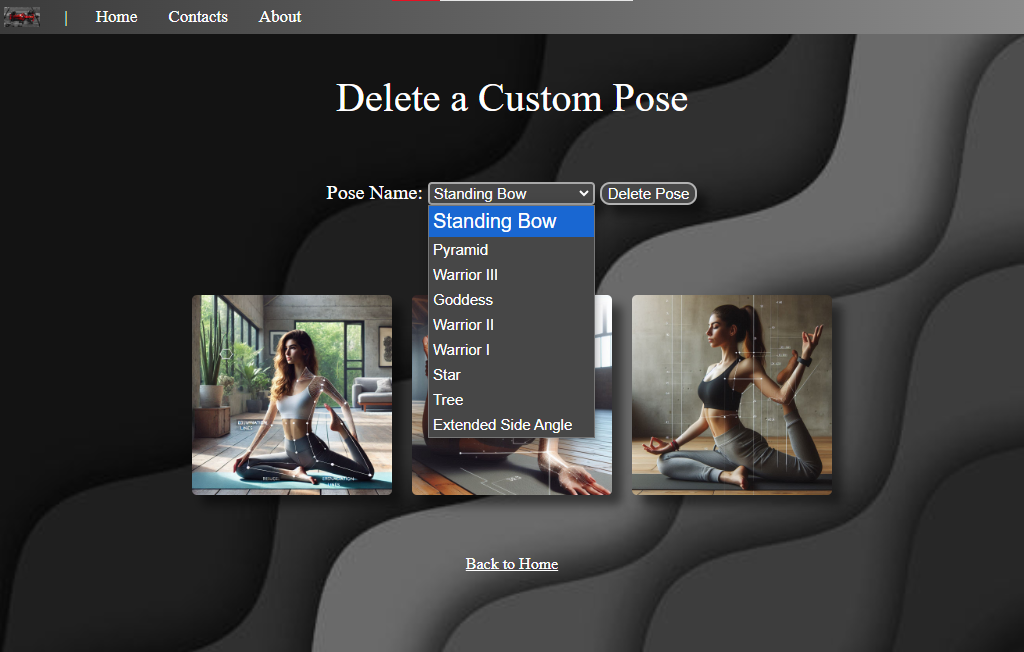 | Home Contacts About
Delete a Custom Pose
Pose Name: Standing Bow Delete Pose
Standing Bow
Pyramid
Warrior III
Goddess
Warrior II
Warrior I
Star
Tree
Extended Side Angle
Back to Home